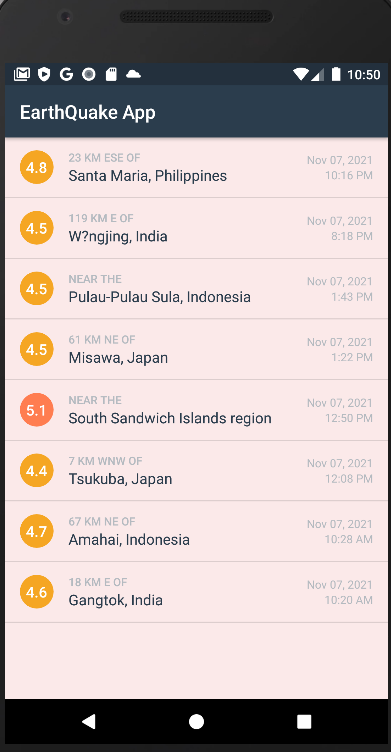 10:50
EarthQuake App
4.8
23 KM ESE OF
Santa Maria, Philippines
Nov 07, 2021
10:16 PM
4.5
119 KM E OF
W?ngjing, India
Nov 07, 2021
8:18 PM
4.5
NEAR THE
Pulau-Pulau Sula, Indonesia
Nov 07, 2021
1:43 PM
4.5
61 KM NE OF
Misawa, Japan
Nov 07, 2021
1:22 PM
5.1
NEAR THE
South Sandwich Islands region
Nov 07, 2021
12:50 PM
4.4
7 KM WNW OF
Tsukuba, Japan
Nov 07, 2021
12:08 PM
4.7
67 KM NE OF
Amahai, Indonesia
Nov 07, 2021
10:28 AM
4.6
18 KM E OF
Gangtok, India
Nov 07, 2021
10:20 AM